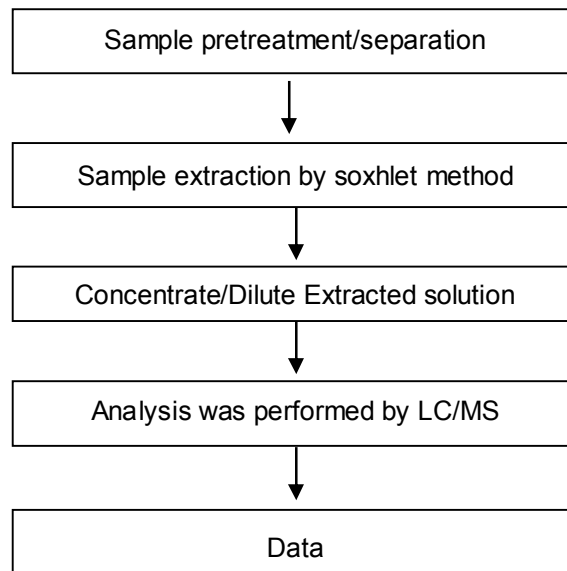 Sample pretreatment/separation
Sample extraction by soxhlet method
Concentrate/Dilute Extracted solution
Analysis was performed by LC/MS
Data